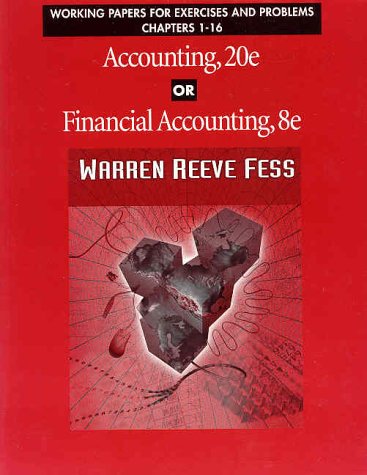 WORKING PAPERS FOR EXERCISES AND PROBLEMS
CHAPTERS 1-16
Accounting, 20e
OR
Financial Accounting, 8e
WARREN REEVE FESS